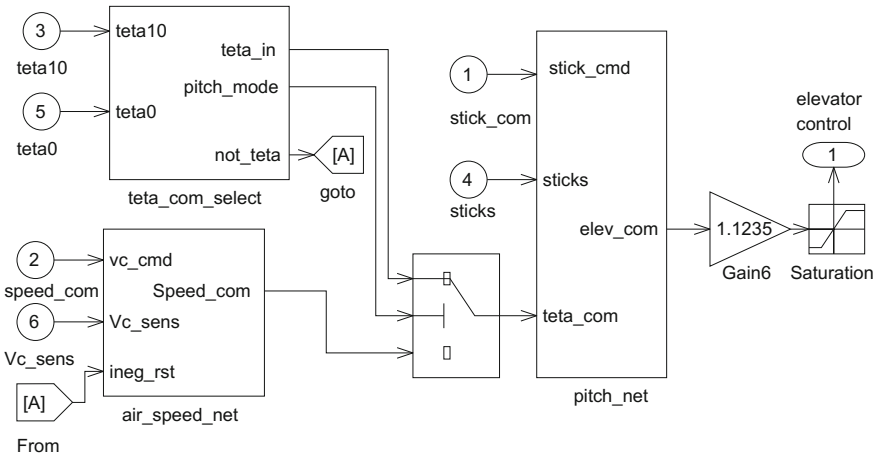 3
teta10
teta10
teta_in
pitch_mode
5
teta0
teta0
not_teta
[A]
goto
teta_com_select
2
speed_com
vc_cmd
Speed_com
6
Vc_sens
Vc_sens
ineg_rst
[A]
From
air_speed_net
1
stick_com
stick_cmd
4
sticks
sticks
elev_com
teta_com
pitch_net
1.1235
Gain6
elevator
control
1
Saturation